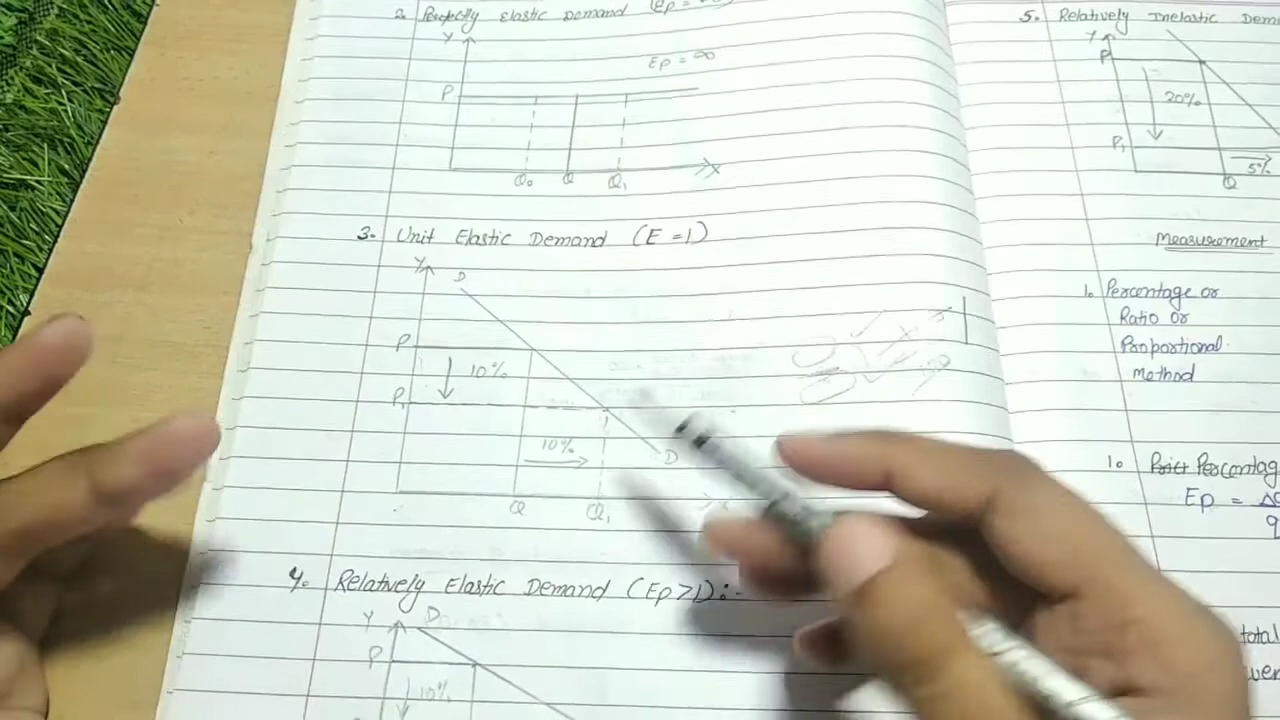 2. Perfectly Elastic Demand
Y
Ep = ∞
P
Q₀ Q Q₁ X
3. Unit Elastic Demand (E = 1)
Y
D
P
10%
P₁
10%
D
Q Q₁ X
4. Relatively Elastic Demand (Ep>1):-
Y D
P
10%
5. Relatively Inelastic Dem
Y
P
20%
P₁
5%
Q
Measurement
1. Percentage or
Ratio or
Proportional
Method
1. Percentag
Ep =
total